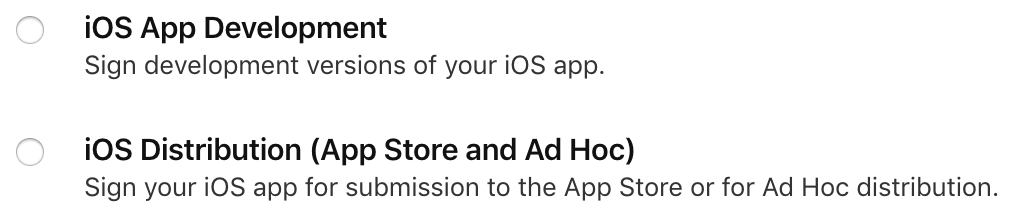 iOS App Development
Sign development versions of your iOS app.
iOS Distribution (App Store and Ad Hoc)
Sign your iOS app for submission to the App Store or for Ad Hoc distribution.